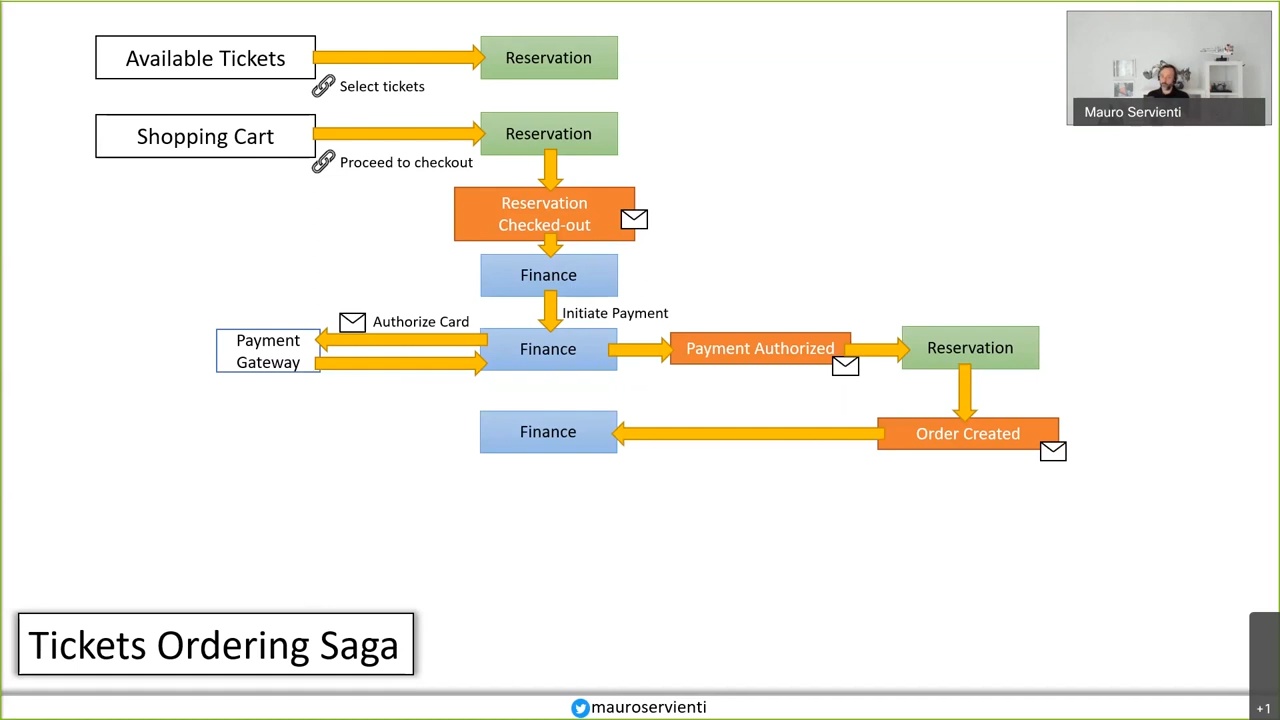 Available Tickets
Reservation
Select tickets
Mauro Servienti
Shopping Cart
Reservation
Proceed to checkout
Reservation
Checked-out
Finance
Initiate Payment
Authorize Card
Payment
Gateway
Finance
Payment Authorized
Reservation
Finance
Order Created
Tickets Ordering Saga
mauroservienti
+1